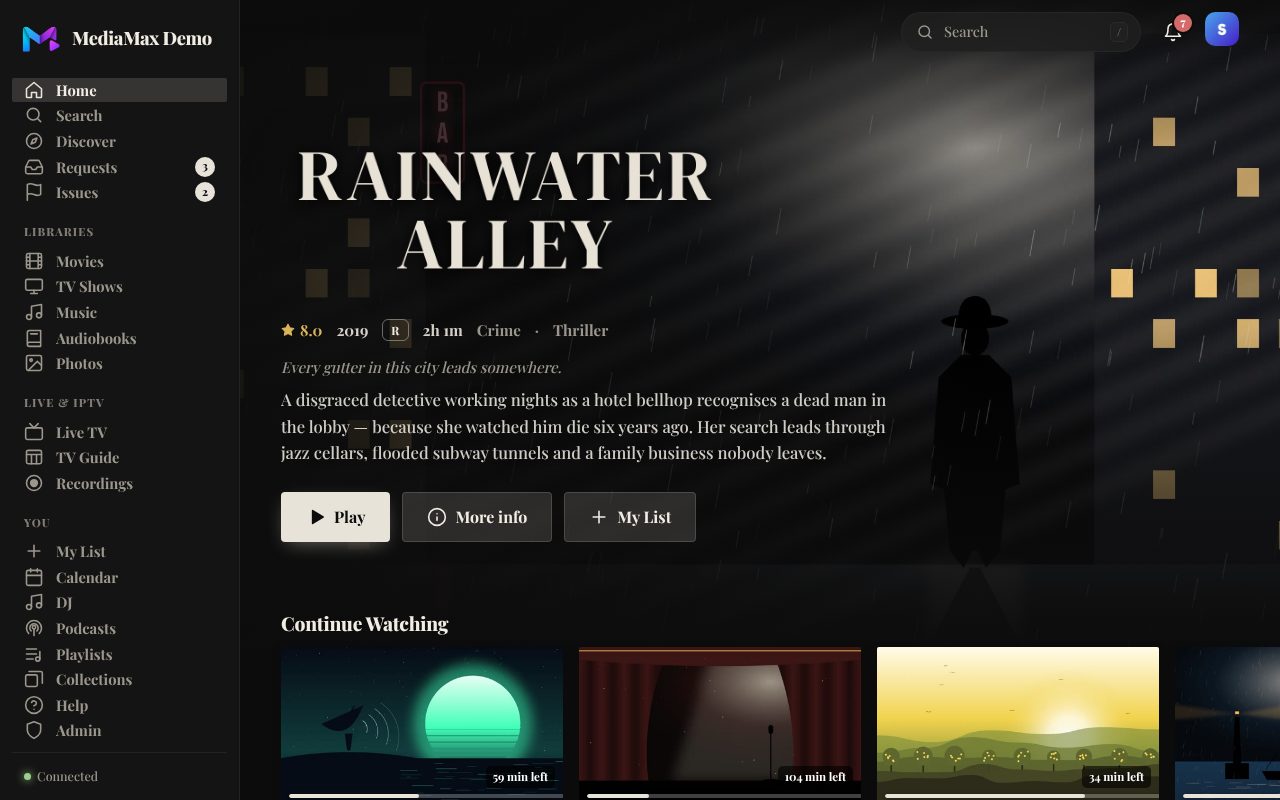 MediaMax Demo
Home
Search
Discover
Requests 3
Issues 2
LIBRARIES
Movies
TV Shows
Music
Audiobooks
Photos
LIVE & IPTV
Live TV
TV Guide
Recordings
YOU
My List
Calendar
DJ
Podcasts
Playlists
Collections
Help
Admin
Connected
Search /
7
S
B
A
RAINWATER
ALLEY
8.0 2019 R 2h 1m Crime · Thriller
Every gutter in this city leads somewhere.
A disgraced detective working nights as a hotel bellhop recognises a dead man in
the lobby — because she watched him die six years ago. Her search leads through
jazz cellars, flooded subway tunnels and a family business nobody leaves.
Play
More info
My List
Continue Watching
59 min left
104 min left
34 min left